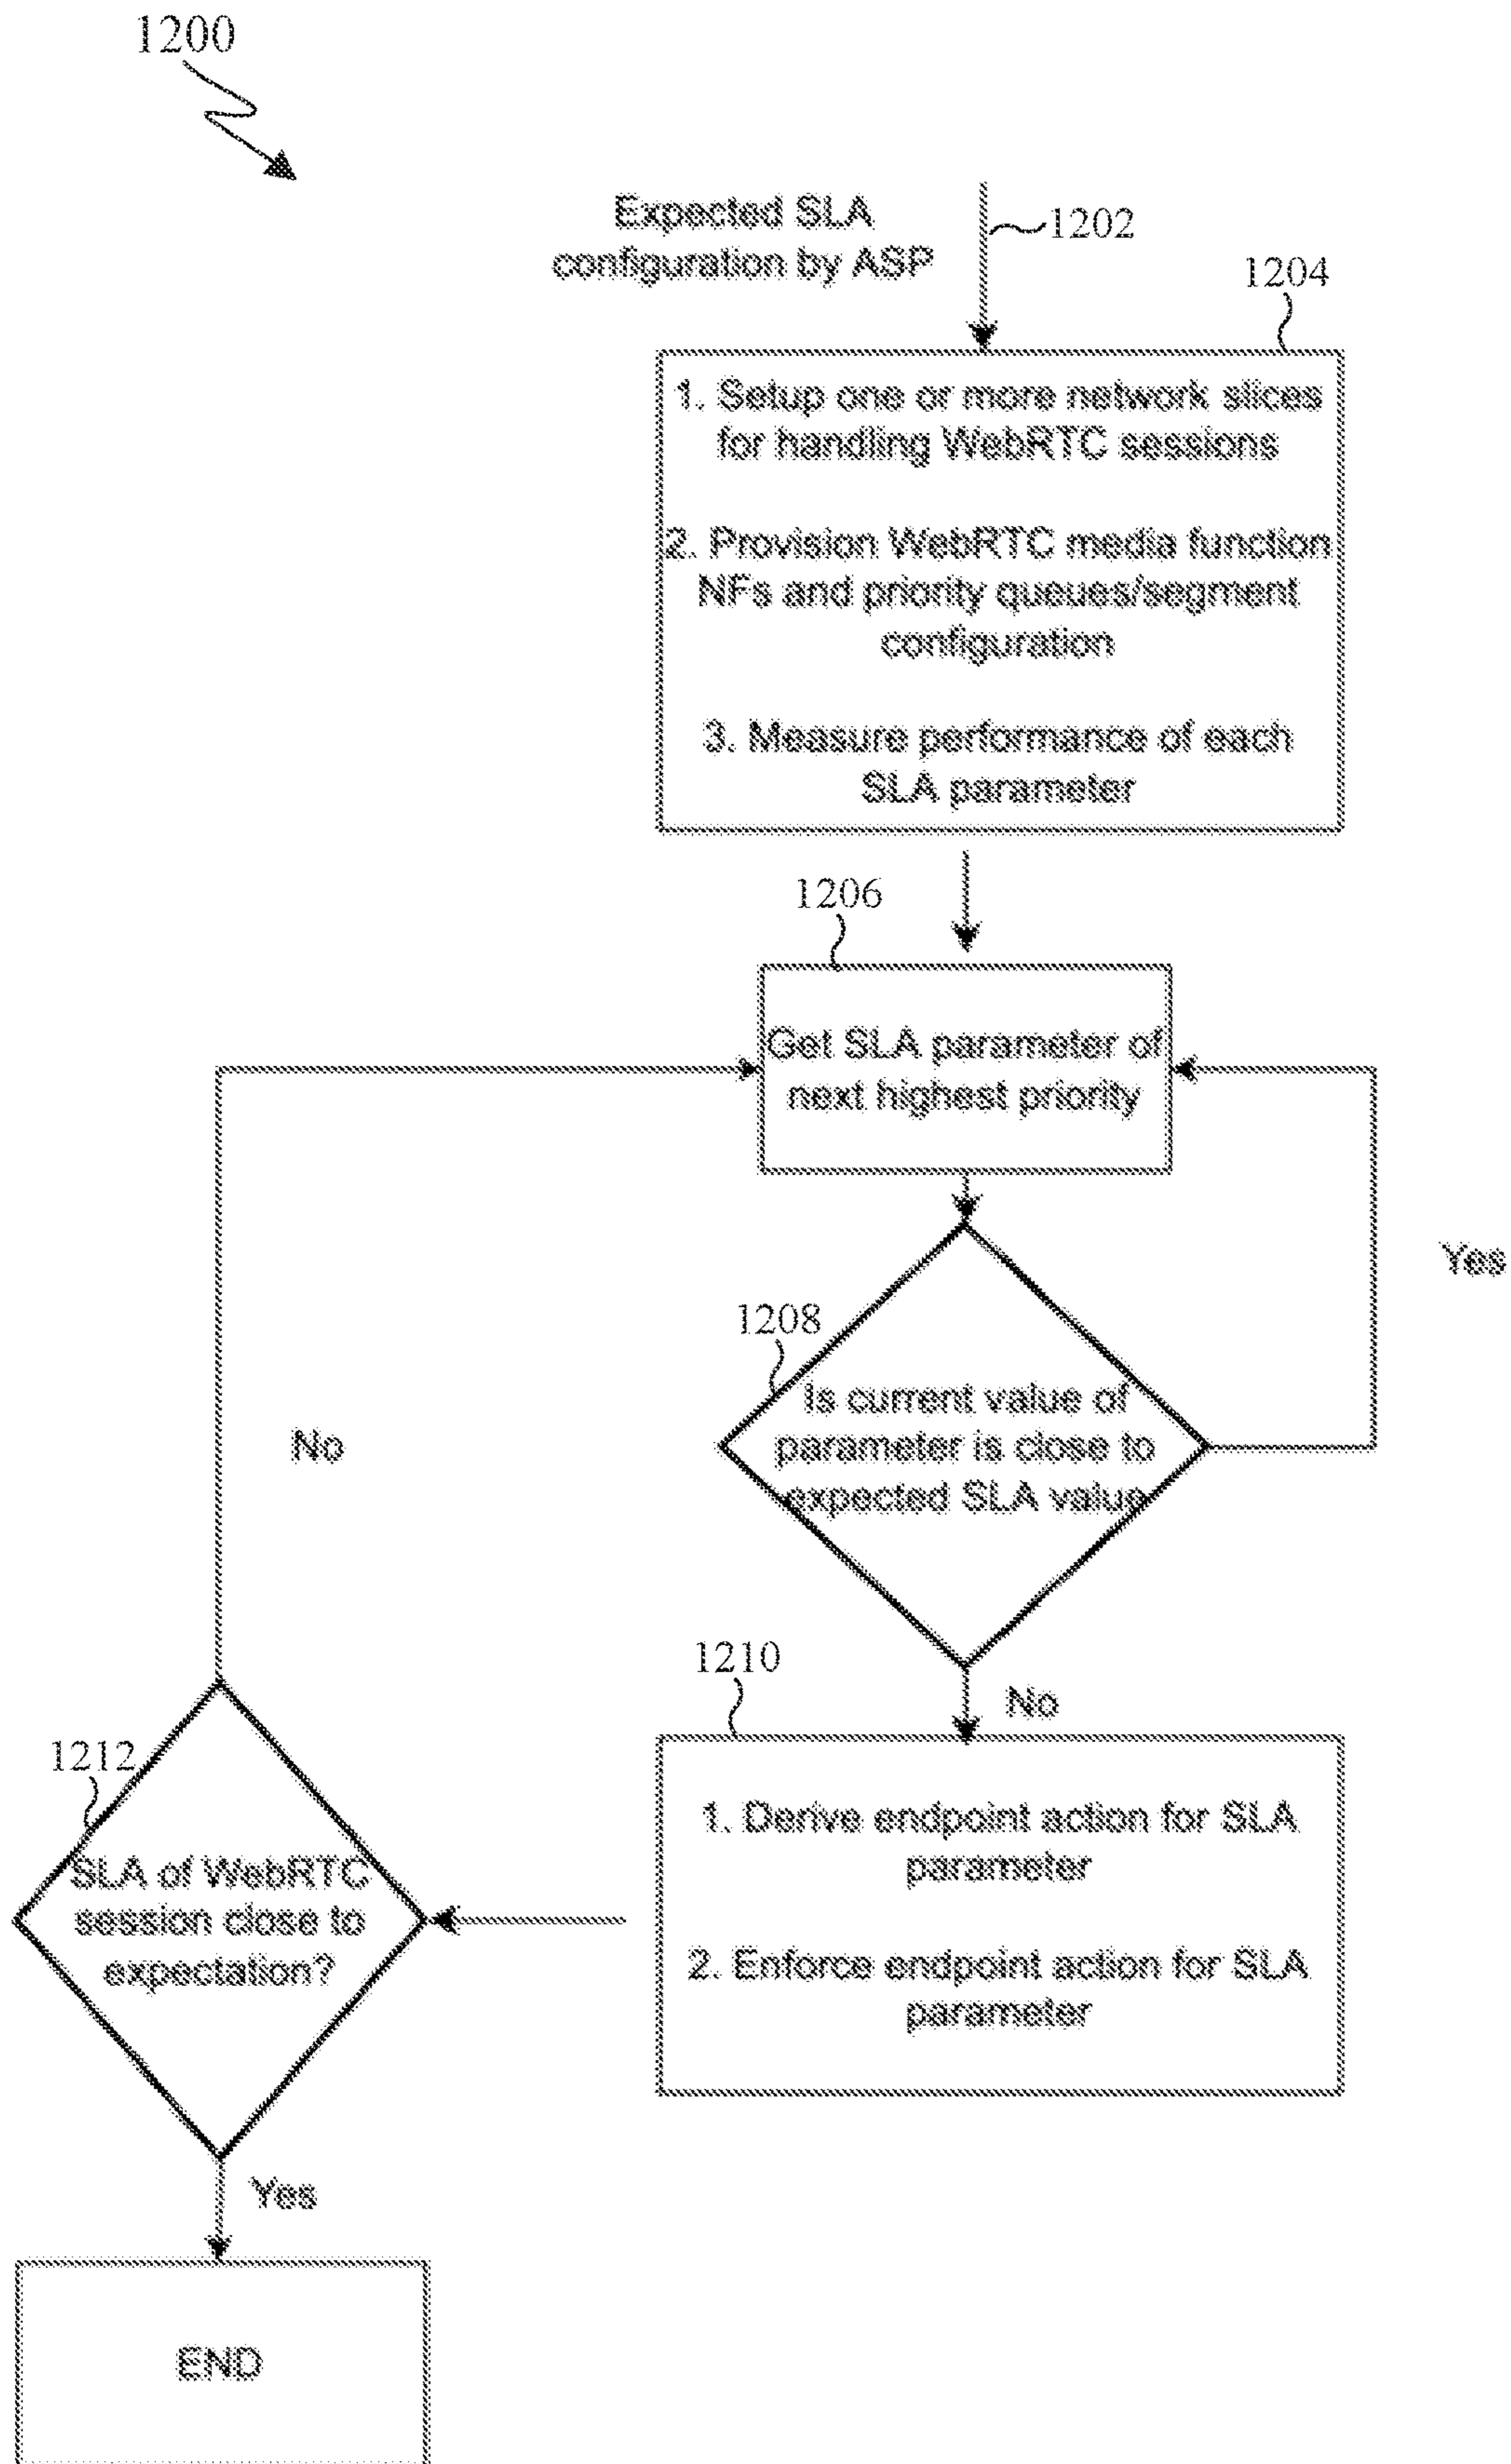 1200
Expected SLA
configuration by ASP
1202
1204
1. Setup one or more network slices
for handling WebRTC sessions
2. Provision WebRTC media function
NFs and priority queues/segment
configuration
3. Measure performance of each
SLA parameter
1206
Get SLA parameter of
next highest priority
Yes
1208
Is current value of
parameter is close to
expected SLA value
No
No
1210
1. Derive endpoint action for SLA
parameter
2. Enforce endpoint action for SLA
parameter
1212
SLA of WebRTC
session close to
expectation?
Yes
END